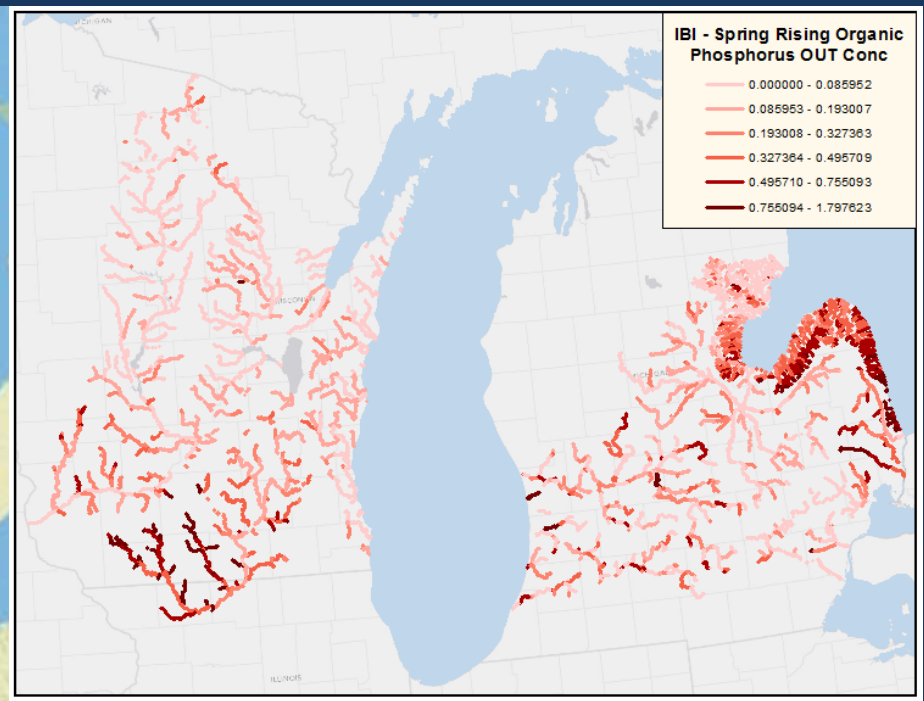 IBI - Spring Rising Organic
Phosphorus OUT Conc
0.000000 - 0.085952
0.085953 - 0.193007
0.193008 - 0.327363
0.327364 - 0.495709
0.495710 - 0.755093
0.755094 - 1.797623
WISCONSIN
ILLINOIS